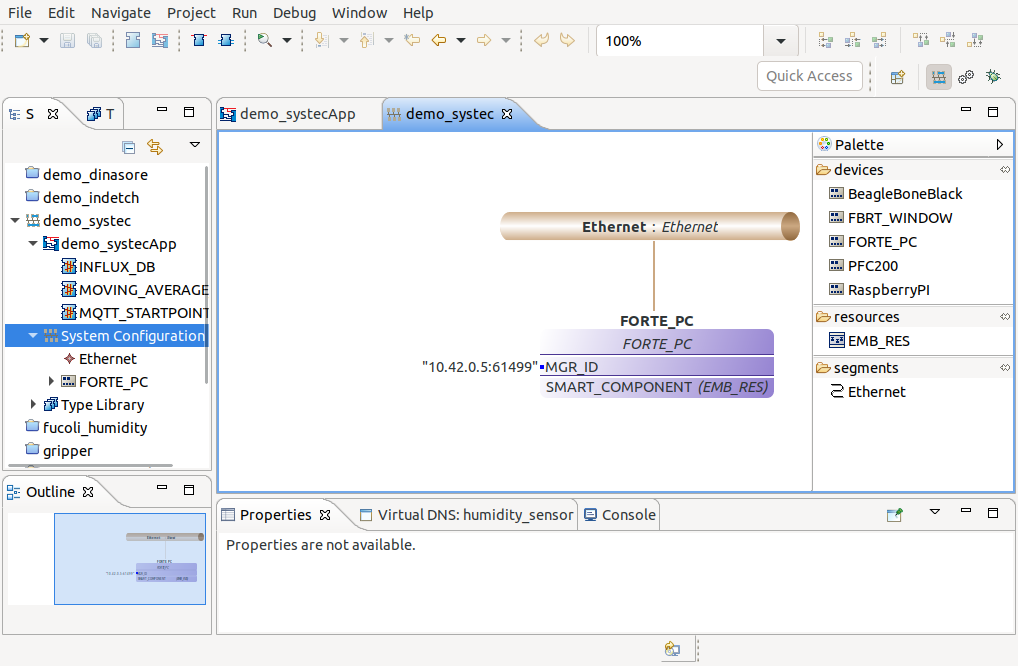 File Edit Navigate Project Run Debug Window Help
100%
Quick Access
S T
demo_dinasore
demo_indetch
demo_systec
demo_systecApp
INFLUX_DB
MOVING_AVERAGE
MQTT_STARTPOINT
System Configuration
Ethernet
FORTE_PC
Type Library
fucoli_humidity
gripper
demo_systecApp demo_systec
Ethernet : Ethernet
FORTE_PC
FORTE_PC
"10.42.0.5:61499" MGR_ID
SMART_COMPONENT (EMB_RES)
Palette
devices
BeagleBoneBlack
FBRT_WINDOW
FORTE_PC
PFC200
RaspberryPI
resources
EMB_RES
segments
Ethernet
Outline
Properties Virtual DNS: humidity_sensor Console
Properties are not available.